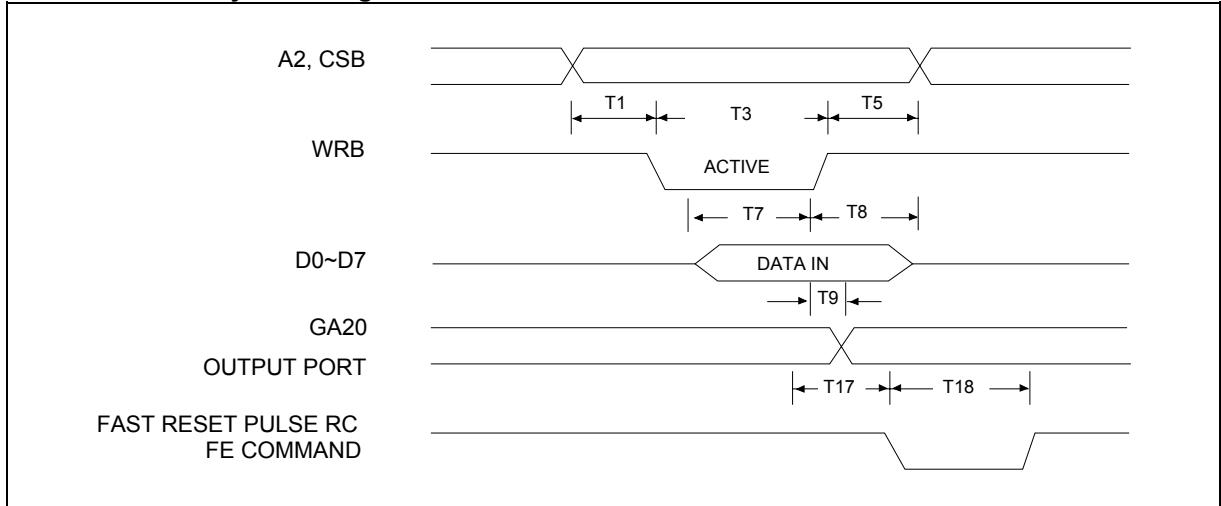 A2, CSB
T1
T3
T5
WRB
ACTIVE
T7
T8
D0~D7
DATA IN
T9
GA20
OUTPUT PORT
T17
T18
FAST RESET PULSE RC
FE COMMAND